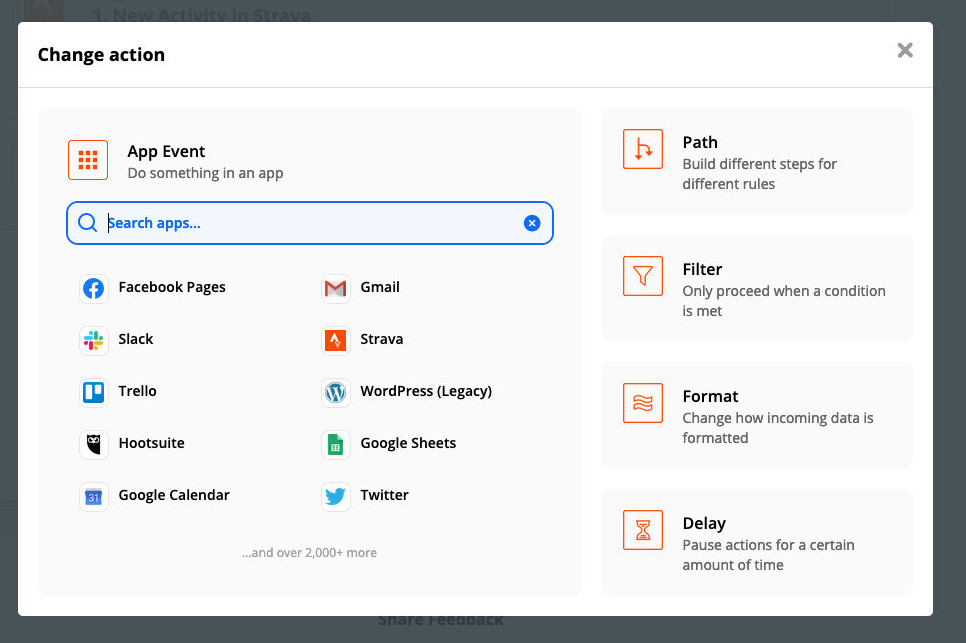 1. New Activity in Strava
Change action
App Event
Do something in an app
Search apps...
Facebook Pages
Gmail
Slack
Strava
Trello
WordPress (Legacy)
Hootsuite
Google Sheets
31
Google Calendar
Twitter
...and over 2,000+ more
Path
Build different steps for
different rules
Filter
Only proceed when a condition
is met
Format
Change how incoming data is
formatted
Delay
Pause actions for a certain
amount of time
Share Feedback